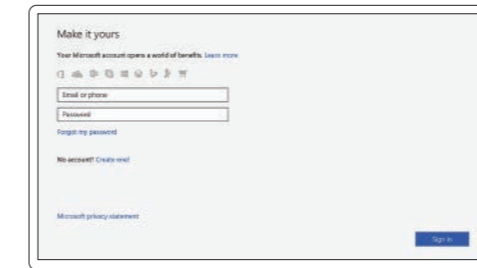 Make it yours
Your Microsoft account opens a world of benefits. Learn more
Email or phone
Password
Forgot my password
No account? Create one!
Microsoft privacy statement
Sign in